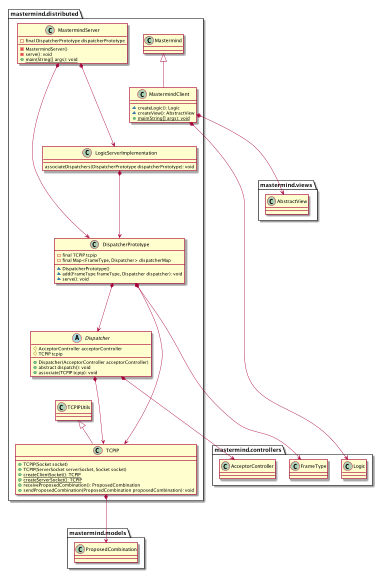 mastermind.distributed
C MastermindServer
final DispatcherPrototype dispatcherPrototype
MastermindServer()
serve(): void
main(String[] args): void
C Mastermind
C MastermindClient
createLogic(): Logic
createView(): AbstractView
main(String[] args): void
C LogicServerImplementation
associateDispatchers(DispatcherPrototype dispatcherPrototype): void
mastermind.views
C AbstractView
C DispatcherPrototype
final TCPIP tcpip
final Map<FrameType, Dispatcher> dispatcherMap
DispatcherPrototype()
add(FrameType frameType, Dispatcher dispatcher): void
serve(): void
A Dispatcher
AcceptorController acceptorController
TCPIP tcpip
Dispatcher(AcceptorController acceptorController)
abstract dispatch(): void
associate(TCPIP tcpip): void
C TCPIPUtils
C TCPIP
TCPIP(Socket socket)
TCPIP(ServerSocket serverSocket, Socket socket)
createClientSocket(): TCPIP
createServerSocket(): TCPIP
receiveProposedCombination(): ProposedCombination
sendProposedCombination(ProposedCombination proposedCombination): void
mastermind.controllers
C AcceptorController
C FrameType
C Logic
mastermind.models
C ProposedCombination